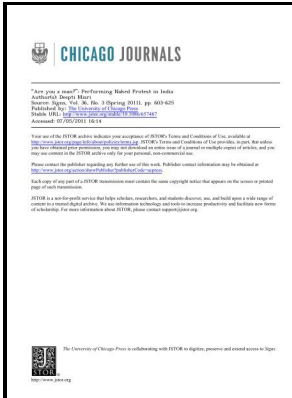 CHICAGO JOURNALS
"Are you a man?": Performing Naked Protest in India
Author(s): Deepti Misri
Source: Signs, Vol. 36, No. 3 (Spring 2011), pp. 603-625
Published by: The University of Chicago Press
Stable URL: http://www.jstor.org/stable/10.1086/657487
Accessed: 07/05/2011 16:14
Your use of the JSTOR archive indicates your acceptance of JSTOR's Terms and Conditions of Use, available at
http://www.jstor.org/page/info/about/policies/terms.jsp. JSTOR's Terms and Conditions of Use provides, in part, that unless
you have obtained prior permission, you may not download an entire issue of a journal or multiple copies of articles, and you
may use content in the JSTOR archive only for your personal, non-commercial use.
Please contact the publisher regarding any further use of this work. Publisher contact information may be obtained at
http://www.jstor.org/action/showPublisher?publisherCode=ucpress.
Each copy of any part of a JSTOR transmission must contain the same copyright notice that appears on the screen or printed
page of such transmission.
JSTOR is a not-for-profit service that helps scholars, researchers, and students discover, use, and build upon a wide range of
content in a trusted digital archive. We use information technology and tools to increase productivity and facilitate new forms
of scholarship. For more information about JSTOR, please contact support@jstor.org.
The University of Chicago Press is collaborating with JSTOR to digitize, preserve and extend access to Signs.
JSTOR
http://www.jstor.org